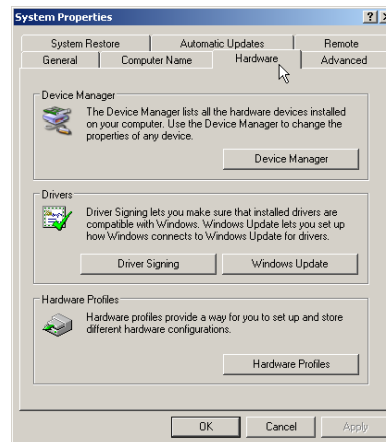 System Properties
System Restore Automatic Updates Remote
General Computer Name Hardware Advanced
Device Manager
The Device Manager lists all the hardware devices installed
on your computer. Use the Device Manager to change the
properties of any device.
Device Manager
Drivers
Driver Signing lets you make sure that installed drivers are
compatible with Windows. Windows Update lets you set up
how Windows connects to Windows Update for drivers.
Driver Signing Windows Update
Hardware Profiles
Hardware profiles provide a way for you to set up and store
different hardware configurations.
Hardware Profiles
OK Cancel Apply